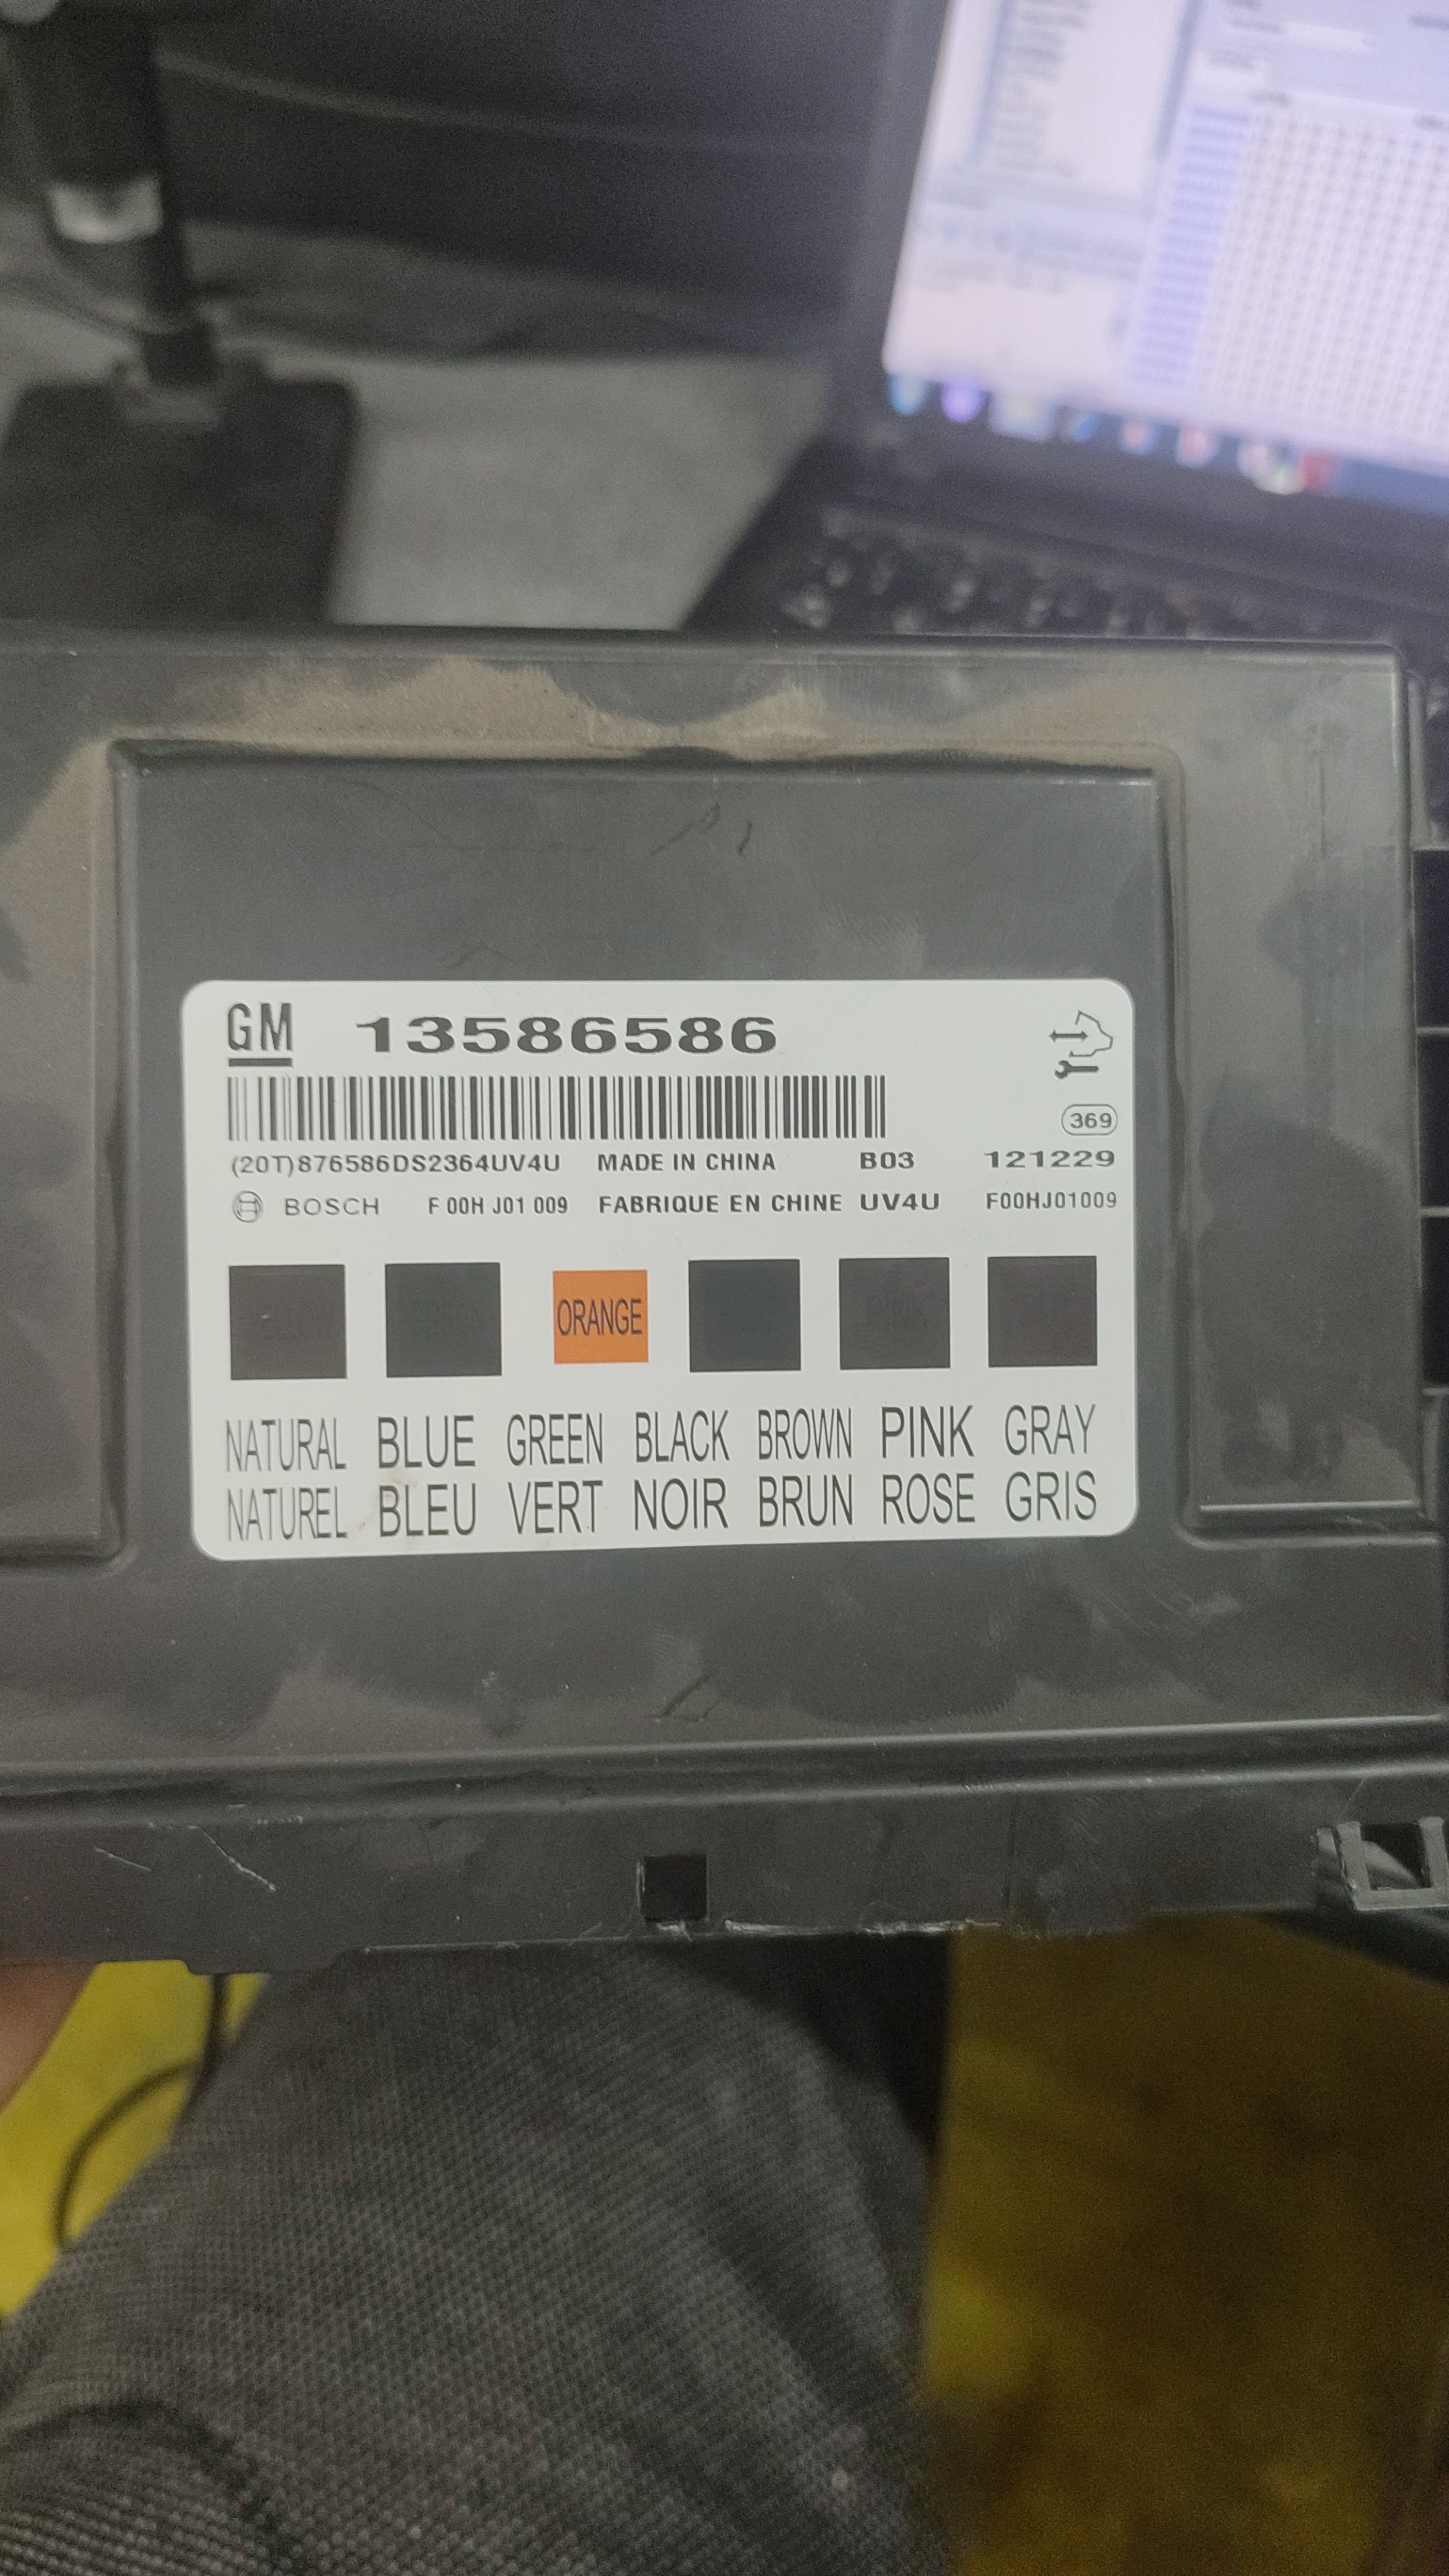 GM 13586586
369
(20T)876586DS2364UV4U MADE IN CHINA B03 121229
BOSCH F 00H J01 009 FABRIQUE EN CHINE UV4U F00HJ01009
ORANGE
NATURAL BLUE GREEN BLACK BROWN PINK GRAY
NATUREL BLEU VERT NOIR BRUN ROSE GRIS